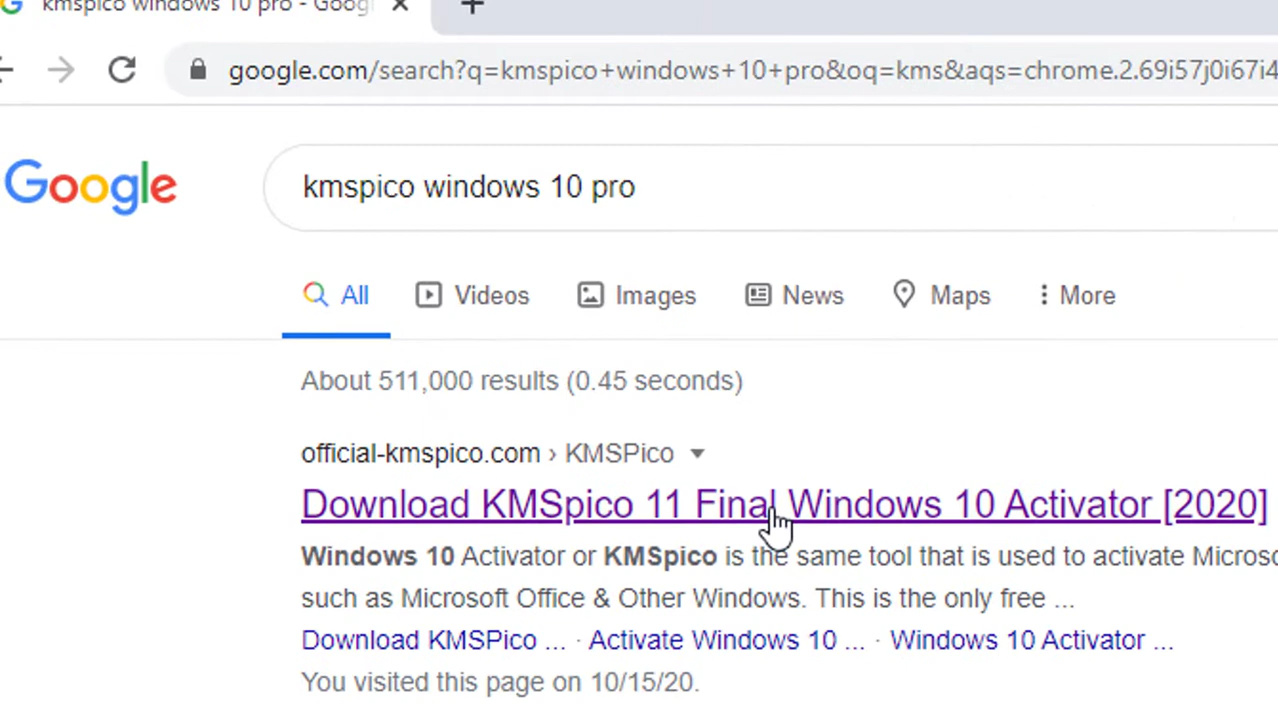 kmspico windows 10 pro - Googl
google.com/search?q=kmspico+windows+10+pro&oq=kms&aqs=chrome.2.69i57j0i67i4
Google
kmspico windows 10 pro
All Videos Images News Maps More
About 511,000 results (0.45 seconds)
official-kmspico.com › KMSPico
Download KMSpico 11 Final Windows 10 Activator [2020]
Windows 10 Activator or KMSpico is the same tool that is used to activate Microso
such as Microsoft Office & Other Windows. This is the only free ...
Download KMSPico ... · Activate Windows 10 ... · Windows 10 Activator ...
You visited this page on 10/15/20.